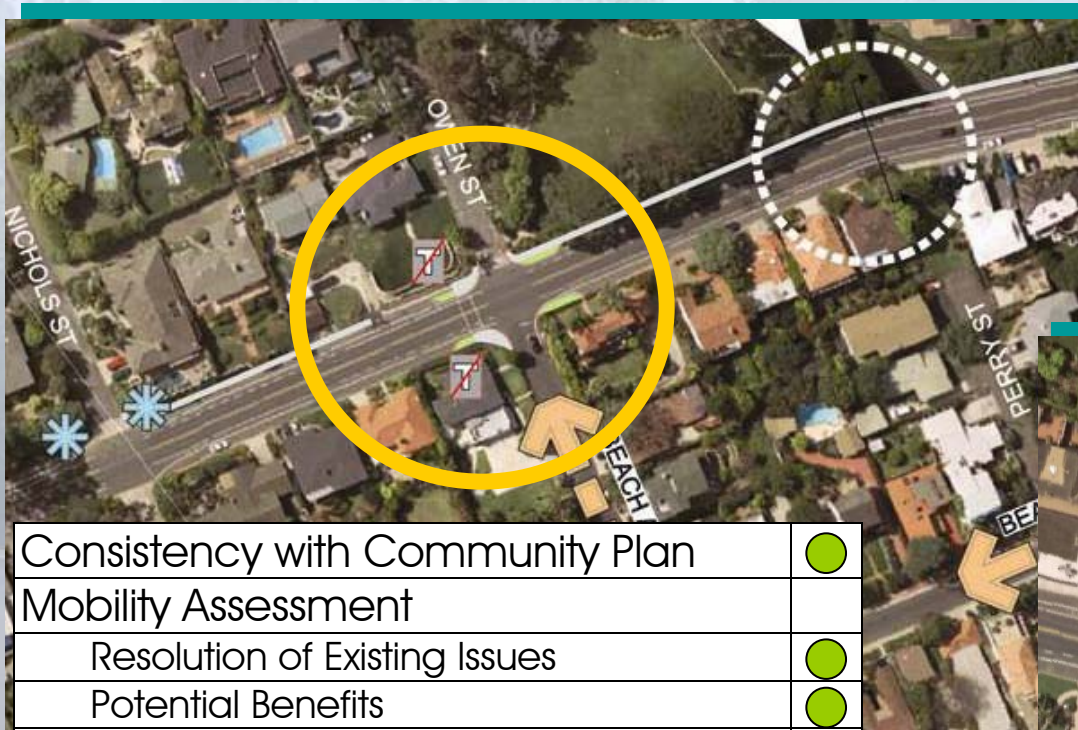 OWEN ST
NICHOLS ST
T
T
PERRY ST
BEACH
BEA
Consistency with Community Plan
Mobility Assessment
Resolution of Existing Issues
Potential Benefits